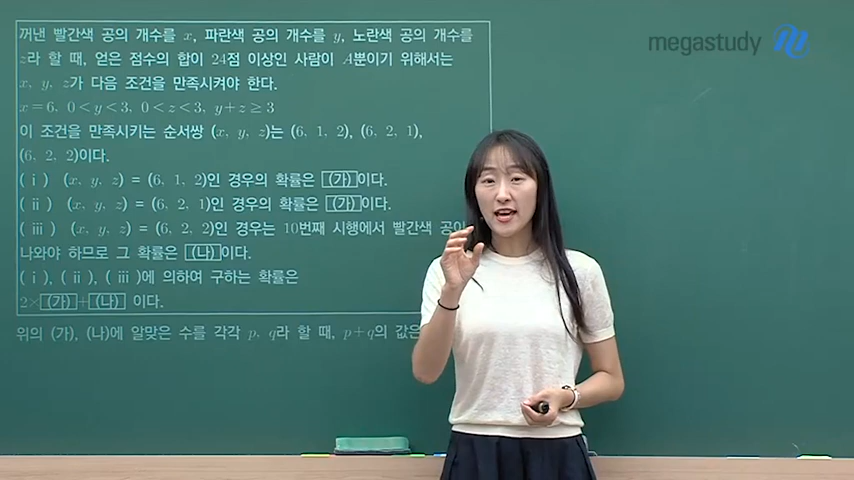 꺼낸 빨간색 공의 개수를 x, 파란색 공의 개수를 y, 노란색 공의 개수를
z라 할 때, 얻은 점수의 합이 24점 이상인 사람이 A뿐이기 위해서는
x, y, z가 다음 조건을 만족시켜야 한다.
x=6, 0<y<3, 0<z<3, y+z≥3
이 조건을 만족시키는 순서쌍 (x, y, z)는 (6, 1, 2), (6, 2, 1),
(6, 2, 2)이다.
(ⅰ) (x, y, z) = (6, 1, 2)인 경우의 확률은 (가)이다.
(ⅱ) (x, y, z) = (6, 2, 1)인 경우의 확률은 (가)이다.
(ⅲ) (x, y, z) = (6, 2, 2)인 경우는 10번째 시행에서 빨간색 공이
나와야 하므로 그 확률은 (나)이다.
(ⅰ), (ⅱ), (ⅲ)에 의하여 구하는 확률은
2×(가)+(나) 이다.
위의 (가), (나)에 알맞은 수를 각각 p, q라 할 때, p+q의 값은
megastudy